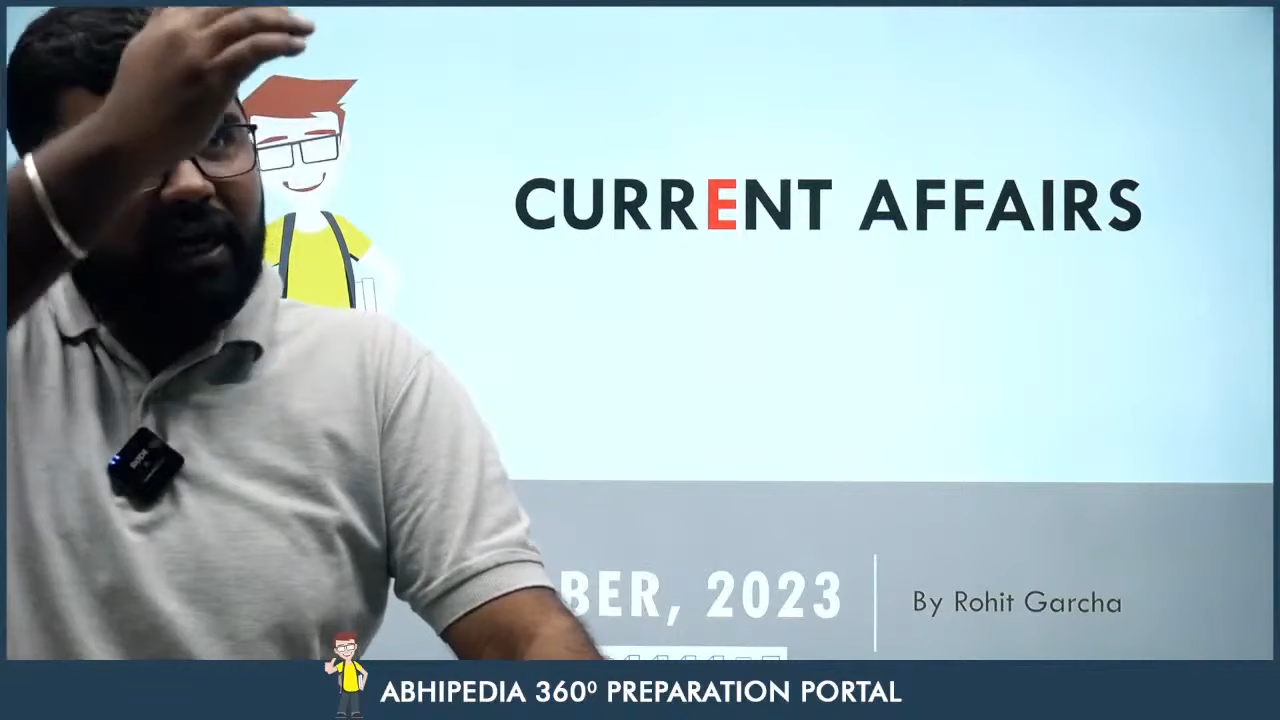 CURRENT AFFAIRS
BER, 2023
By Rohit Garcha
ABHIPEDIA 360⁰ PREPARATION PORTAL